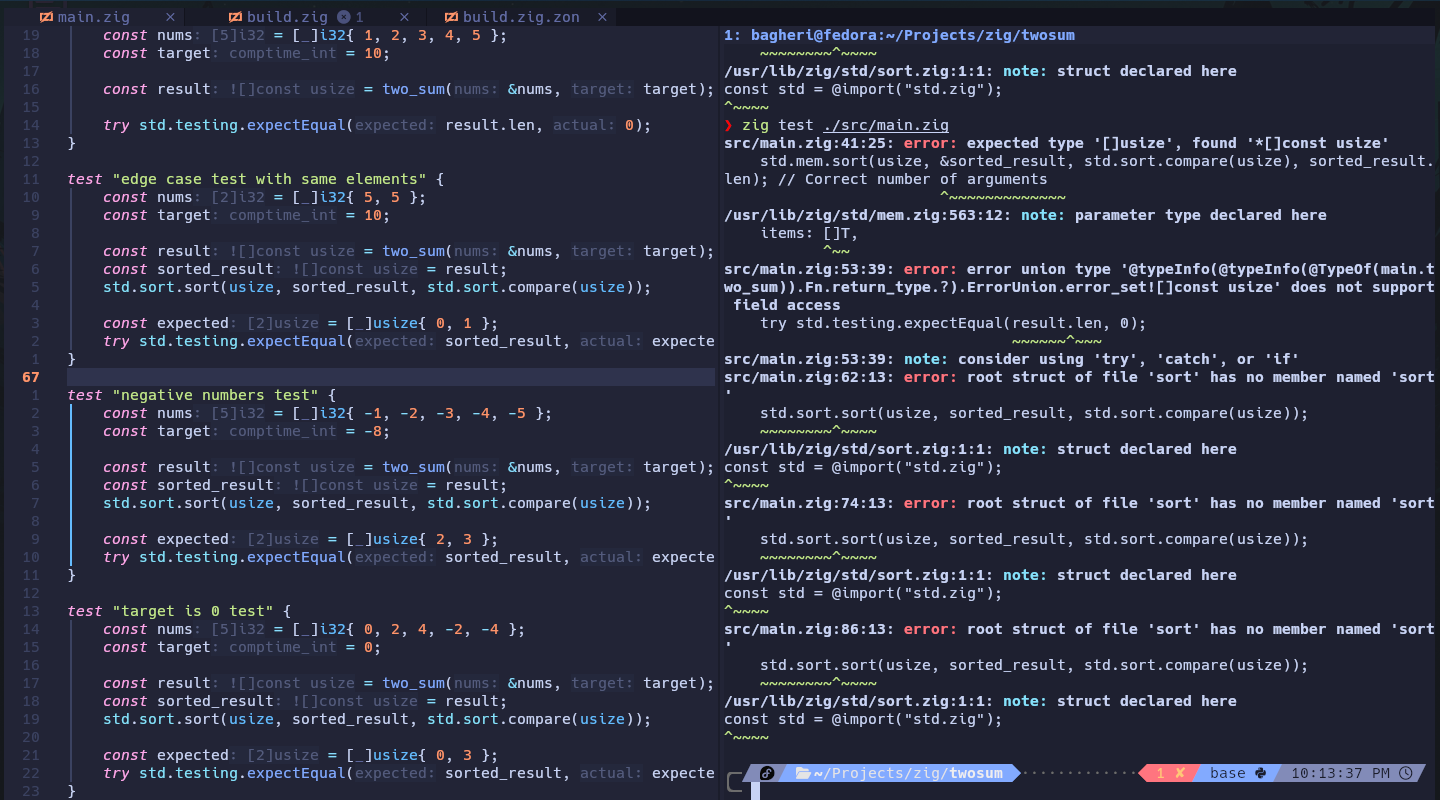 main.zig ✕ build.zig ⊗ 1 ✕ build.zig.zon ✕
19 const nums: [5]i32 = [_]i32{ 1, 2, 3, 4, 5 };
18 const target: comptime_int = 10;
17
16 const result: ![]const usize = two_sum(nums: &nums, target: target);
15
14 try std.testing.expectEqual(expected: result.len, actual: 0);
13 }
12
11 test "edge case test with same elements" {
10 const nums: [2]i32 = [_]i32{ 5, 5 };
9 const target: comptime_int = 10;
8
7 const result: ![]const usize = two_sum(nums: &nums, target: target);
6 const sorted_result: ![]const usize = result;
5 std.sort.sort(usize, sorted_result, std.sort.compare(usize));
4
3 const expected: [2]usize = [_]usize{ 0, 1 };
2 try std.testing.expectEqual(expected: sorted_result, actual: expecte
1 }
67
1 test "negative numbers test" {
2 const nums: [5]i32 = [_]i32{ -1, -2, -3, -4, -5 };
3 const target: comptime_int = -8;
4
5 const result: ![]const usize = two_sum(nums: &nums, target: target);
6 const sorted_result: ![]const usize = result;
7 std.sort.sort(usize, sorted_result, std.sort.compare(usize));
8
9 const expected: [2]usize = [_]usize{ 2, 3 };
10 try std.testing.expectEqual(expected: sorted_result, actual: expecte
11 }
12
13 test "target is 0 test" {
14 const nums: [5]i32 = [_]i32{ 0, 2, 4, -2, -4 };
15 const target: comptime_int = 0;
16
17 const result: ![]const usize = two_sum(nums: &nums, target: target);
18 const sorted_result: ![]const usize = result;
19 std.sort.sort(usize, sorted_result, std.sort.compare(usize));
20
21 const expected: [2]usize = [_]usize{ 0, 3 };
22 try std.testing.expectEqual(expected: sorted_result, actual: expecte
23 }
1: bagheri@fedora:~/Projects/zig/twosum
~~~~~~~~^~~~~
/usr/lib/zig/std/sort.zig:1:1: note: struct declared here
const std = @import("std.zig");
^~~~~
❯ zig test ./src/main.zig
src/main.zig:41:25: error: expected type '[]usize', found '*[]const usize'
std.mem.sort(usize, &sorted_result, std.sort.compare(usize), sorted_result.
len); // Correct number of arguments
^~~~~~~~~~~~~~
/usr/lib/zig/std/mem.zig:563:12: note: parameter type declared here
items: []T,
^~~
src/main.zig:53:39: error: error union type '@typeInfo(@typeInfo(@TypeOf(main.t
wo_sum)).Fn.return_type.?).ErrorUnion.error_set![]const usize' does not support
field access
try std.testing.expectEqual(result.len, 0);
~~~~~~^~~~
src/main.zig:53:39: note: consider using 'try', 'catch', or 'if'
src/main.zig:62:13: error: root struct of file 'sort' has no member named 'sort
'
std.sort.sort(usize, sorted_result, std.sort.compare(usize));
~~~~~~~~^~~~~
/usr/lib/zig/std/sort.zig:1:1: note: struct declared here
const std = @import("std.zig");
^~~~~
src/main.zig:74:13: error: root struct of file 'sort' has no member named 'sort
'
std.sort.sort(usize, sorted_result, std.sort.compare(usize));
~~~~~~~~^~~~~
/usr/lib/zig/std/sort.zig:1:1: note: struct declared here
const std = @import("std.zig");
^~~~~
src/main.zig:86:13: error: root struct of file 'sort' has no member named 'sort
'
std.sort.sort(usize, sorted_result, std.sort.compare(usize));
~~~~~~~~^~~~~
/usr/lib/zig/std/sort.zig:1:1: note: struct declared here
const std = @import("std.zig");
^~~~~
~/Projects/zig/twosum 1 ✘ base 10:13:37 PM